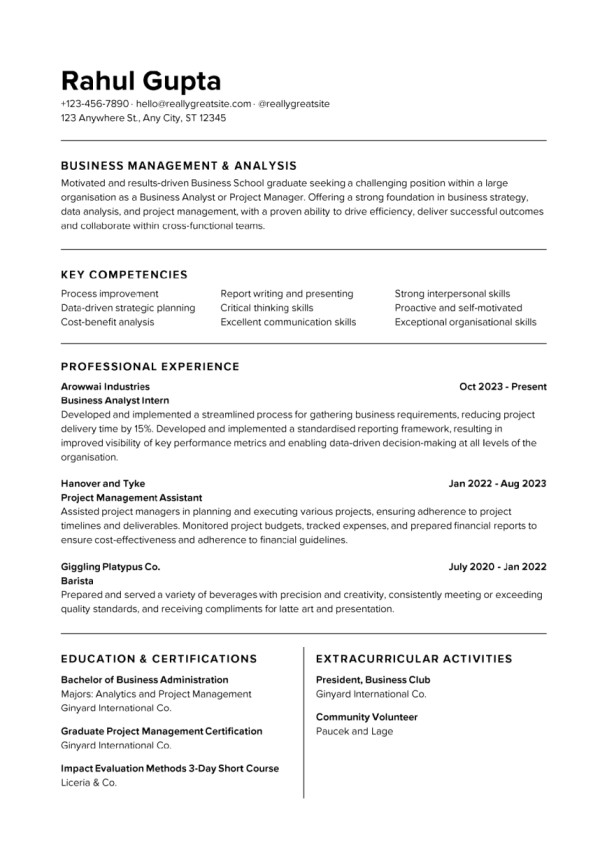 Rahul Gupta
+123-456-7890 · hello@reallygreatsite.com · @reallygreatsite
123 Anywhere St., Any City, ST 12345
BUSINESS MANAGEMENT & ANALYSIS
Motivated and results-driven Business School graduate seeking a challenging position within a large
organisation as a Business Analyst or Project Manager. Offering a strong foundation in business strategy,
data analysis, and project management, with a proven ability to drive efficiency, deliver successful outcomes
and collaborate within cross-functional teams.
KEY COMPETENCIES
Process improvement
Data-driven strategic planning
Cost-benefit analysis
Report writing and presenting
Critical thinking skills
Excellent communication skills
Strong interpersonal skills
Proactive and self-motivated
Exceptional organisational skills
PROFESSIONAL EXPERIENCE
Arowwai Industries Oct 2023 - Present
Business Analyst Intern
Developed and implemented a streamlined process for gathering business requirements, reducing project
delivery time by 15%. Developed and implemented a standardised reporting framework, resulting in
improved visibility of key performance metrics and enabling data-driven decision-making at all levels of the
organisation.
Hanover and Tyke Jan 2022 - Aug 2023
Project Management Assistant
Assisted project managers in planning and executing various projects, ensuring adherence to project
timelines and deliverables. Monitored project budgets, tracked expenses, and prepared financial reports to
ensure cost-effectiveness and adherence to financial guidelines.
Giggling Platypus Co. July 2020 - Jan 2022
Barista
Prepared and served a variety of beverages with precision and creativity, consistently meeting or exceeding
quality standards, and receiving compliments for latte art and presentation.
EDUCATION & CERTIFICATIONS
Bachelor of Business Administration
Majors: Analytics and Project Management
Ginyard International Co.
Graduate Project Management Certification
Ginyard International Co.
Impact Evaluation Methods 3-Day Short Course
Liceria & Co.
EXTRACURRICULAR ACTIVITIES
President, Business Club
Ginyard International Co.
Community Volunteer
Paucek and Lage